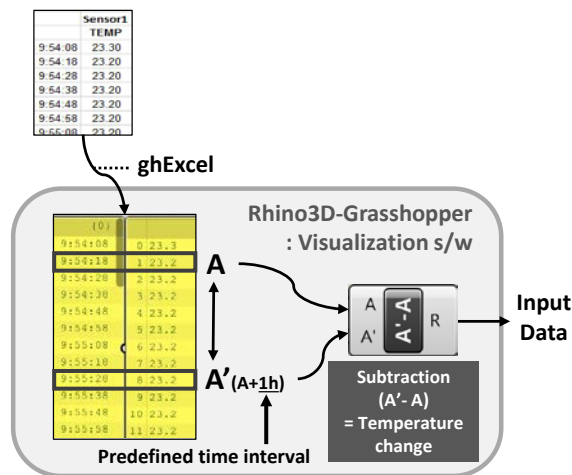 Sensor1
TEMP
9:54:08 23.30
9:54:18 23.20
9:54:28 23.20
9:54:38 23.20
9:54:48 23.20
9:54:58 23.20
9:55:08 23.20
ghExcel
Rhino3D-Grasshopper
: Visualization s/w
{0}
9:54:08 0 23.3
9:54:18 1 23.2
9:54:28 2 23.2
9:54:38 3 23.2
9:54:48 4 23.2
9:54:58 5 23.2
9:55:08 6 23.2
9:55:18 7 23.2
9:55:28 8 23.2
9:55:38 9 23.2
9:55:48 10 23.2
9:55:58 11 23.2
A
A'(A+1h)
A
A'
A'-A
R
Input
Data
Subtraction
(A'- A)
= Temperature
change
Predefined time interval